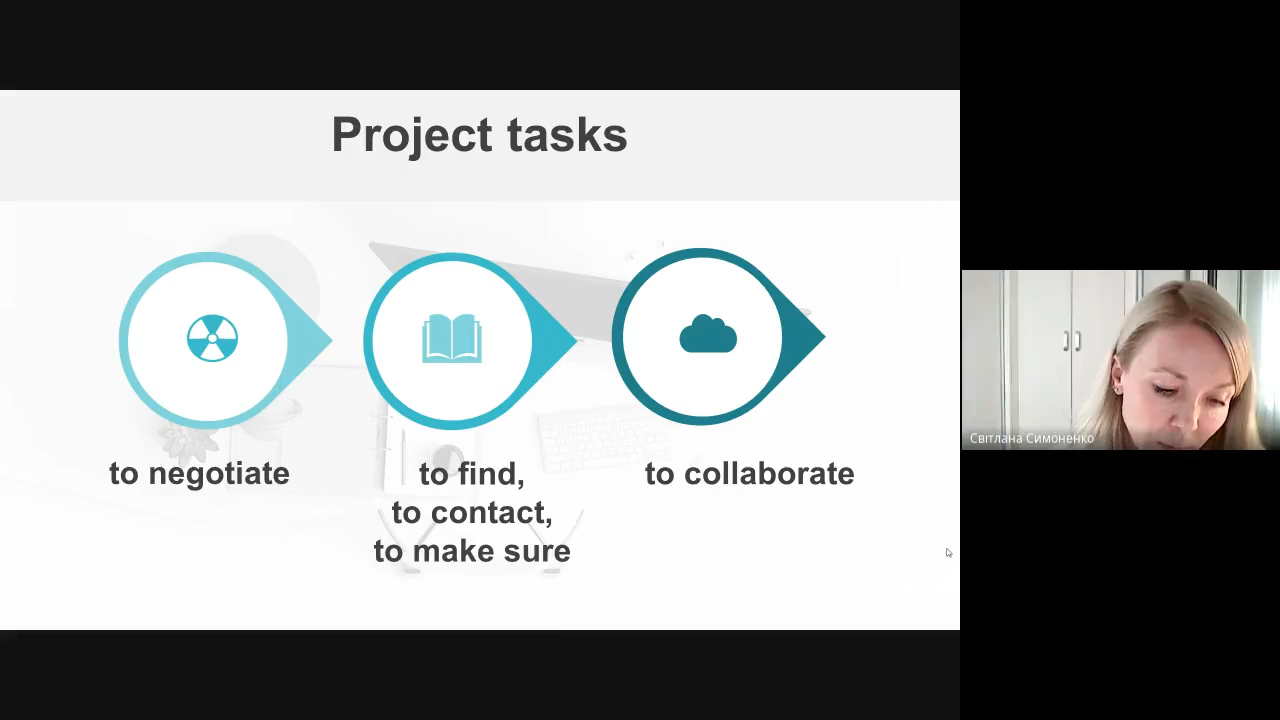 Project tasks
to negotiate
to find,
to contact,
to make sure
to collaborate
Світлана Симоненко